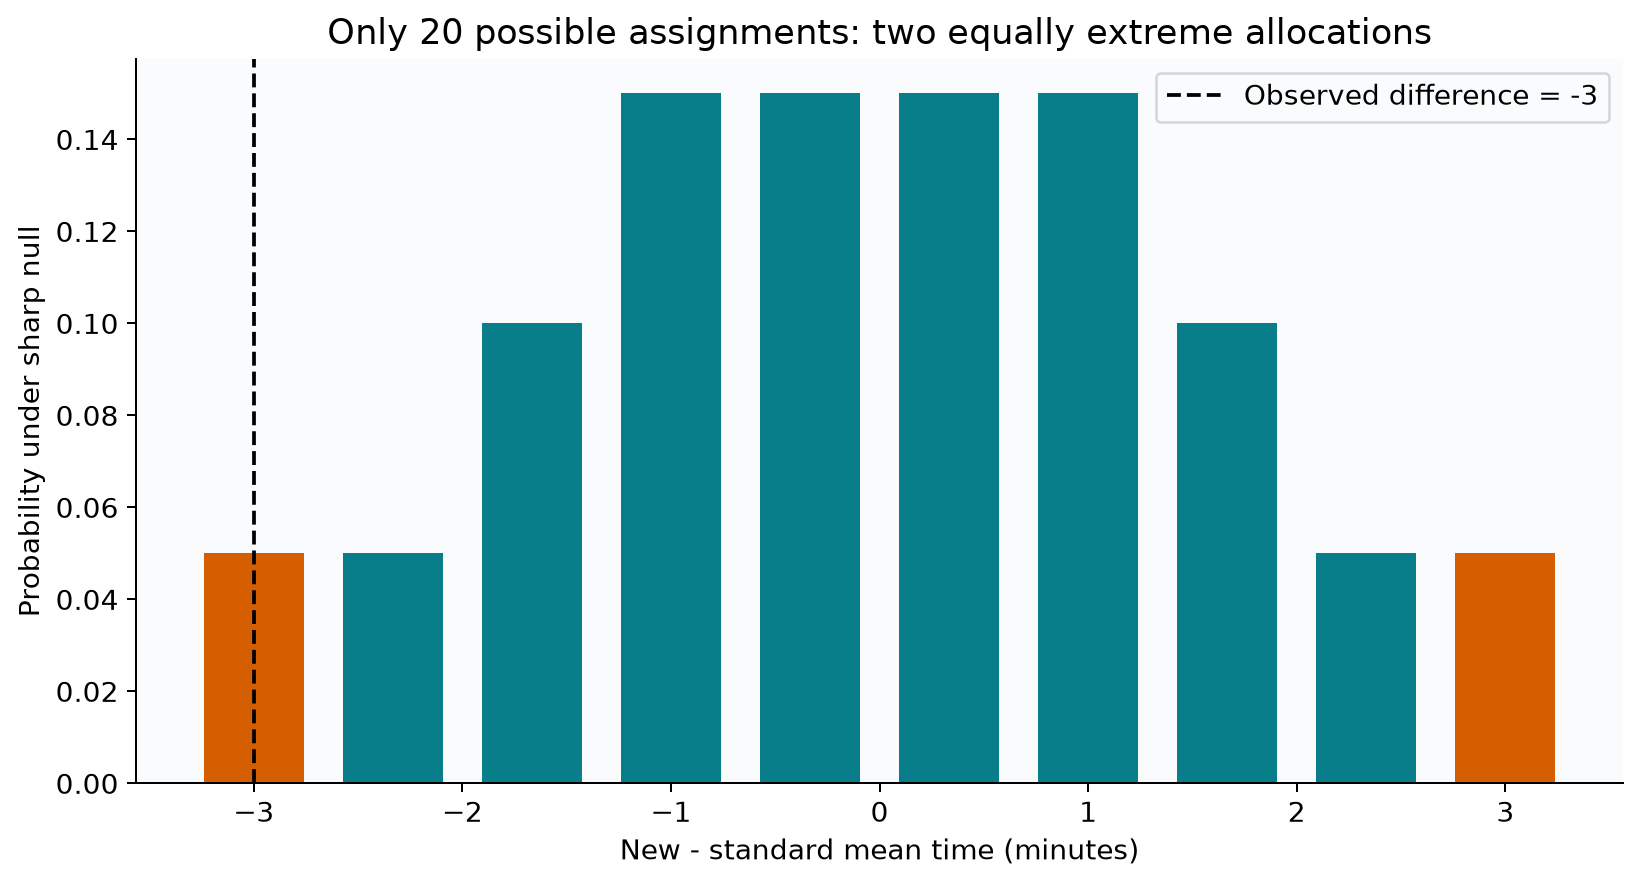 Only 20 possible assignments: two equally extreme allocations
Observed difference = -3
Probability under sharp null
0.14
0.12
0.10
0.08
0.06
0.04
0.02
0.00
−3 −2 −1 0 1 2 3
New - standard mean time (minutes)